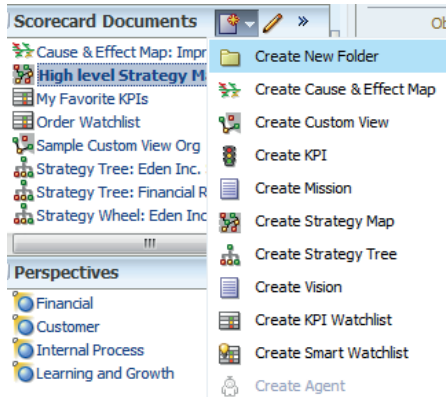 Scorecard Documents
»
Ob
Cause & Effect Map: Impr
High level Strategy M
My Favorite KPIs
Order Watchlist
Sample Custom View Org
Strategy Tree: Eden Inc.
Strategy Tree: Financial R
Strategy Wheel: Eden Inc
Perspectives
Financial
Customer
Internal Process
Learning and Growth
Create New Folder
Create Cause & Effect Map
Create Custom View
Create KPI
Create Mission
Create Strategy Map
Create Strategy Tree
Create Vision
Create KPI Watchlist
Create Smart Watchlist
Create Agent